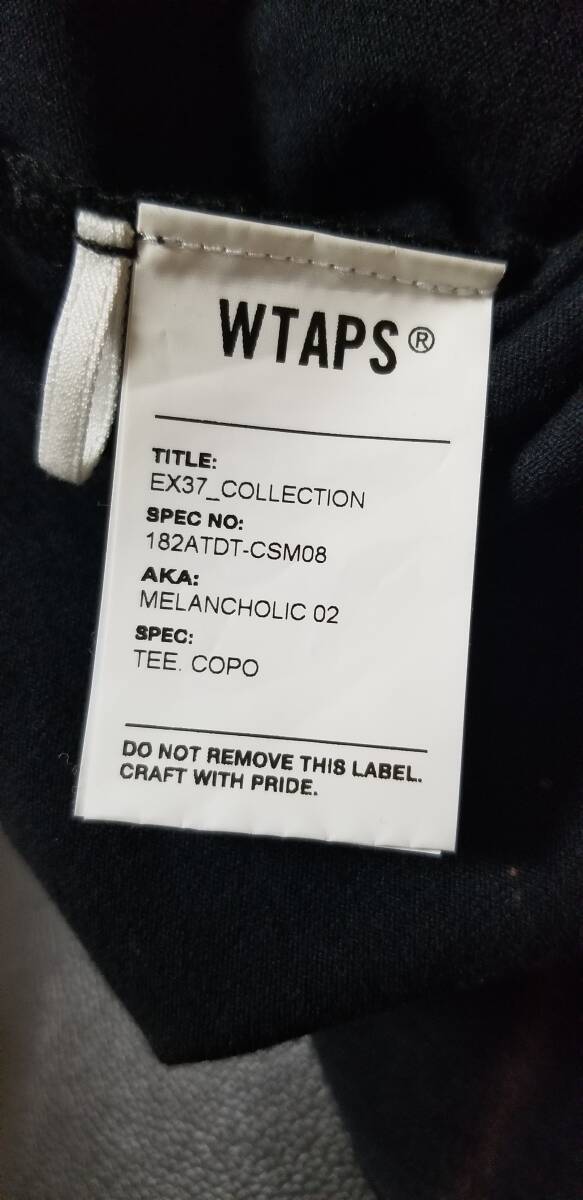 WTAPS®
TITLE:
EX37_COLLECTION
SPEC NO:
182ATDT-CSM08
AKA:
MELANCHOLIC 02
SPEC:
TEE. COPO
DO NOT REMOVE THIS LABEL.
CRAFT WITH PRIDE.